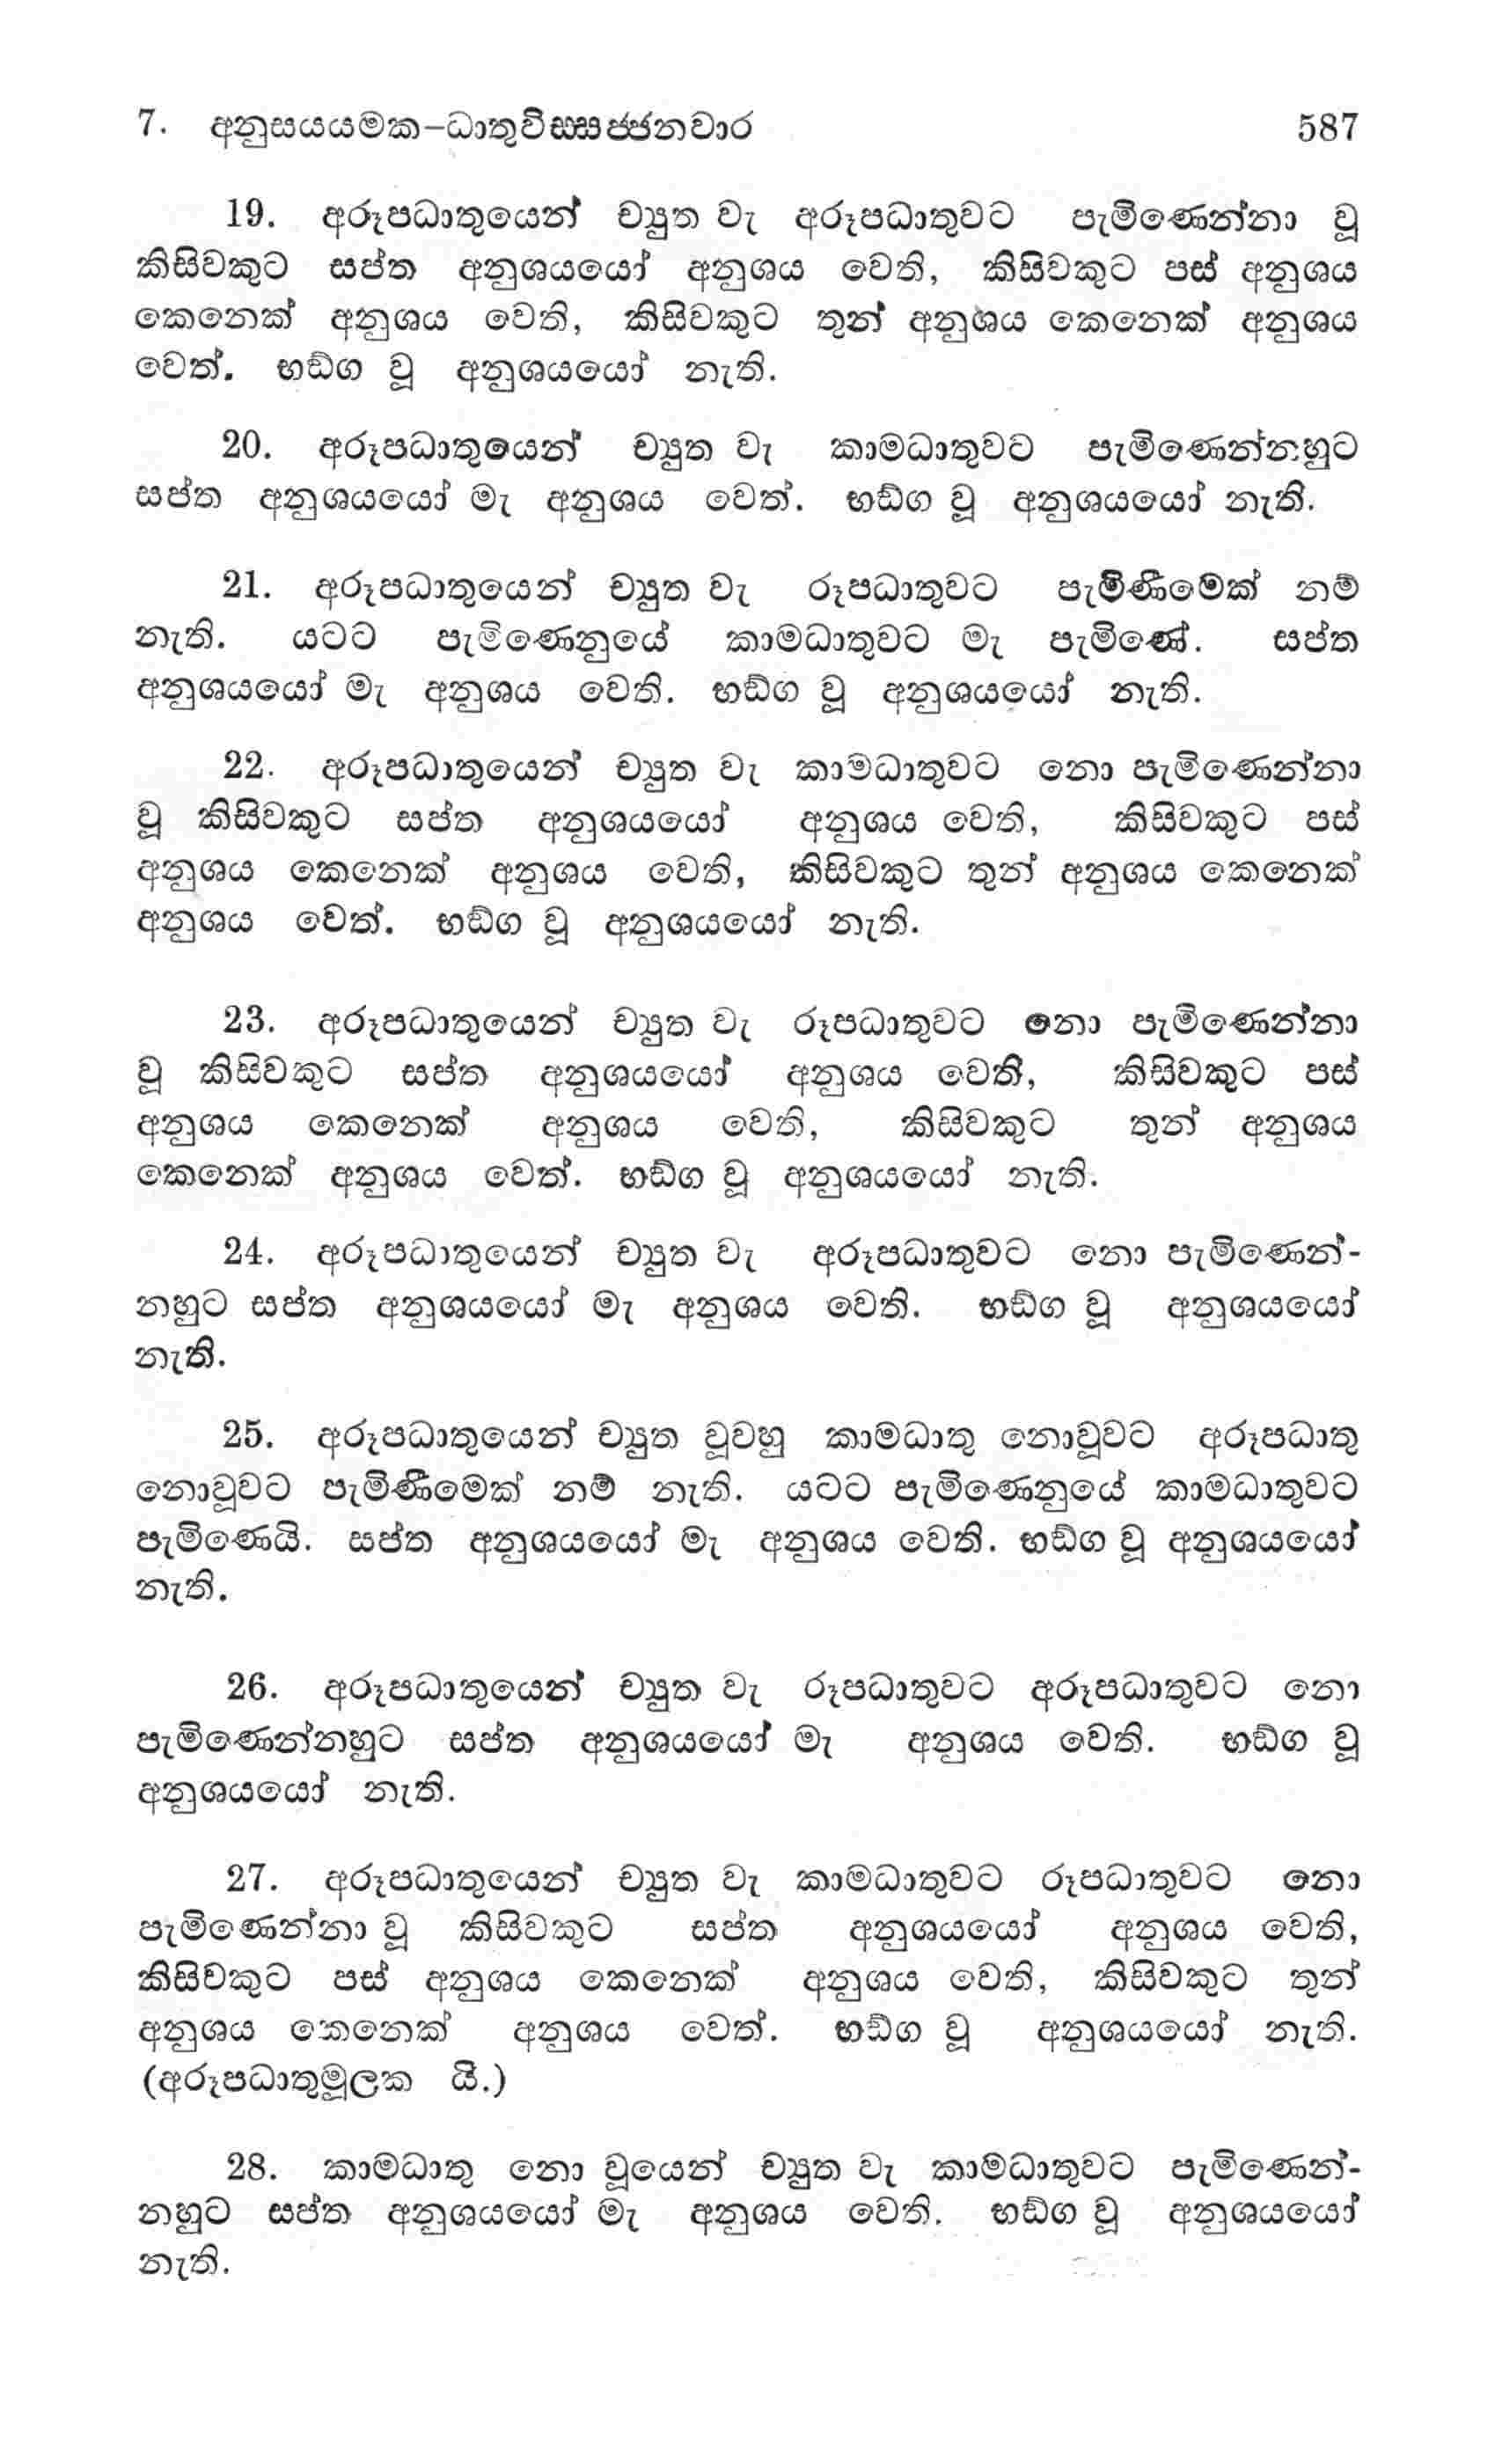 7. අනුසයයමක–ධාතුවිස්සජ්ජනවාර 587
19. අරූපධාතුයෙන් ච්‍යුත වැ අරූපධාතුවට පැමිණෙන්නා වූ
කිසිවකුට සප්ත අනුශයයෝ අනුශය වෙති, කිසිවකුට පස් අනුශය
කෙනෙක් අනුශය වෙති, කිසිවකුට තුන් අනුශය කෙනෙක් අනුශය
වෙත්. භඞ්ග වූ අනුශයයෝ නැති.
20. අරූපධාතුයෙන් ච්‍යුත වැ කාමධාතුවට පැමිණෙන්නහුට
සප්ත අනුශයයෝ මැ අනුශය වෙත්. භඞ්ග වූ අනුශයයෝ නැති.
21. අරූපධාතුයෙන් ච්‍යුත වැ රූපධාතුවට පැමිණීමෙක් නම්
නැති. යටට පැමිණෙනුයේ කාමධාතුවට මැ පැමිණේ. සප්ත
අනුශයයෝ මැ අනුශය වෙති. භඞ්ග වූ අනුශයයෝ නැති.
22. අරූපධාතුයෙන් ච්‍යුත වැ කාමධාතුවට නො පැමිණෙන්නා
වූ කිසිවකුට සප්ත අනුශයයෝ අනුශය වෙති, කිසිවකුට පස්
අනුශය කෙනෙක් අනුශය වෙති, කිසිවකුට තුන් අනුශය කෙනෙක්
අනුශය වෙත්. භඞ්ග වූ අනුශයයෝ නැති.
23. අරූපධාතුයෙන් ච්‍යුත වැ රූපධාතුවට නො පැමිණෙන්නා
වූ කිසිවකුට සප්ත අනුශයයෝ අනුශය වෙති, කිසිවකුට පස්
අනුශය කෙනෙක් අනුශය වෙති, කිසිවකුට තුන් අනුශය
කෙනෙක් අනුශය වෙත්. භඞ්ග වූ අනුශයයෝ නැති.
24. අරූපධාතුයෙන් ච්‍යුත වැ අරූපධාතුවට නො පැමිණෙන්-
නහුට සප්ත අනුශයයෝ මැ අනුශය වෙති. භඞ්ග වූ අනුශයයෝ
නැති.
25. අරූපධාතුයෙන් ච්‍යුත වූවහු කාමධාතු නොවූවට අරූපධාතු
නොවූවට පැමිණීමෙක් නම් නැති. යටට පැමිණෙනුයේ කාමධාතුවට
පැමිණෙයි. සප්ත අනුශයයෝ මැ අනුශය වෙති. භඞ්ග වූ අනුශයයෝ
නැති.
26. අරූපධාතුයෙන් ච්‍යුත වැ රූපධාතුවට අරූපධාතුවට නො
පැමිණෙන්නහුට සප්ත අනුශයයෝ මැ අනුශය වෙති. භඞ්ග වූ
අනුශයයෝ නැති.
27. අරූපධාතුයෙන් ච්‍යුත වැ කාමධාතුවට රූපධාතුවට නො
පැමිණෙන්නා වූ කිසිවකුට සප්ත අනුශයයෝ අනුශය වෙති,
කිසිවකුට පස් අනුශය කෙනෙක් අනුශය වෙති, කිසිවකුට තුන්
අනුශය කෙනෙක් අනුශය වෙත්. භඞ්ග වූ අනුශයයෝ නැති.
(අරූපධාතුමූලක යි.)
28. කාමධාතු නො වූයෙන් ච්‍යුත වැ කාමධාතුවට පැමිණෙන්-
නහුට සප්ත අනුශයයෝ මැ අනුශය වෙති. භඞ්ග වූ අනුශයයෝ
නැති.